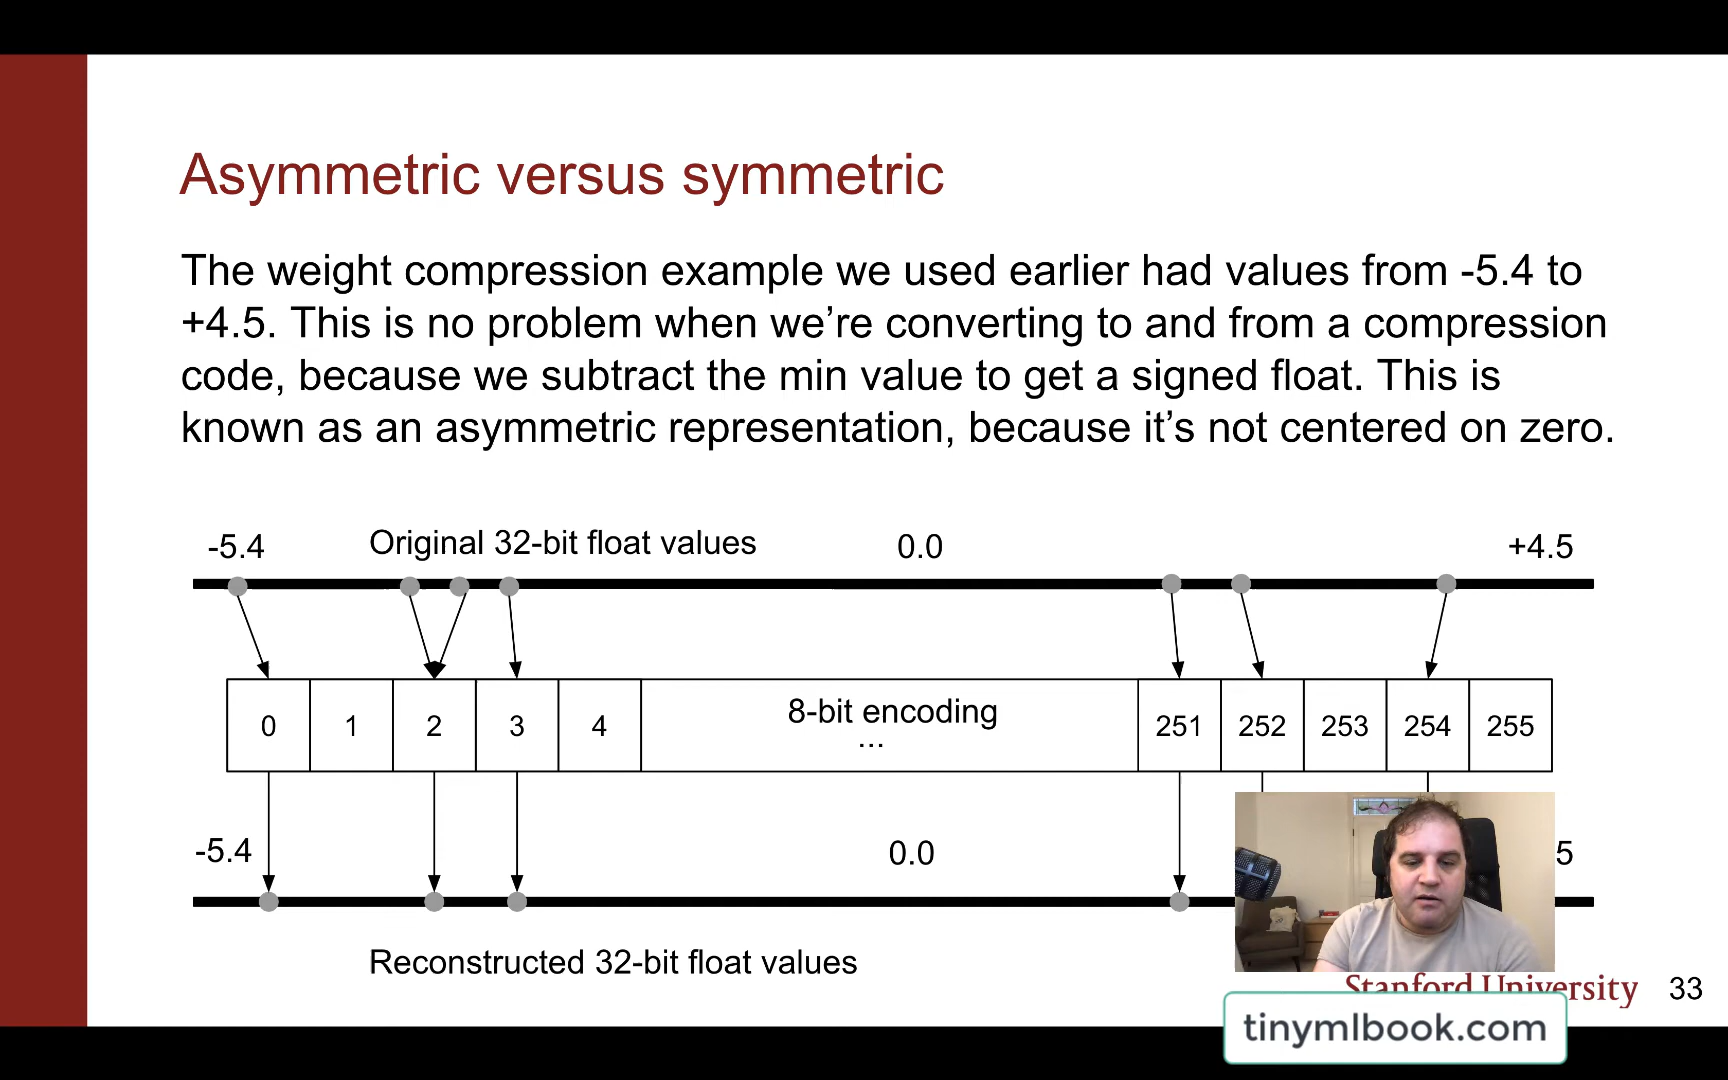 Asymmetric versus symmetric
The weight compression example we used earlier had values from -5.4 to
+4.5. This is no problem when we’re converting to and from a compression
code, because we subtract the min value to get a signed float. This is
known as an asymmetric representation, because it’s not centered on zero.
-5.4 Original 32-bit float values 0.0 +4.5
0 1 2 3 4 8-bit encoding ... 251 252 253 254 255
-5.4 0.0 5
Reconstructed 32-bit float values
Stanford University 33
tinymlbook.com